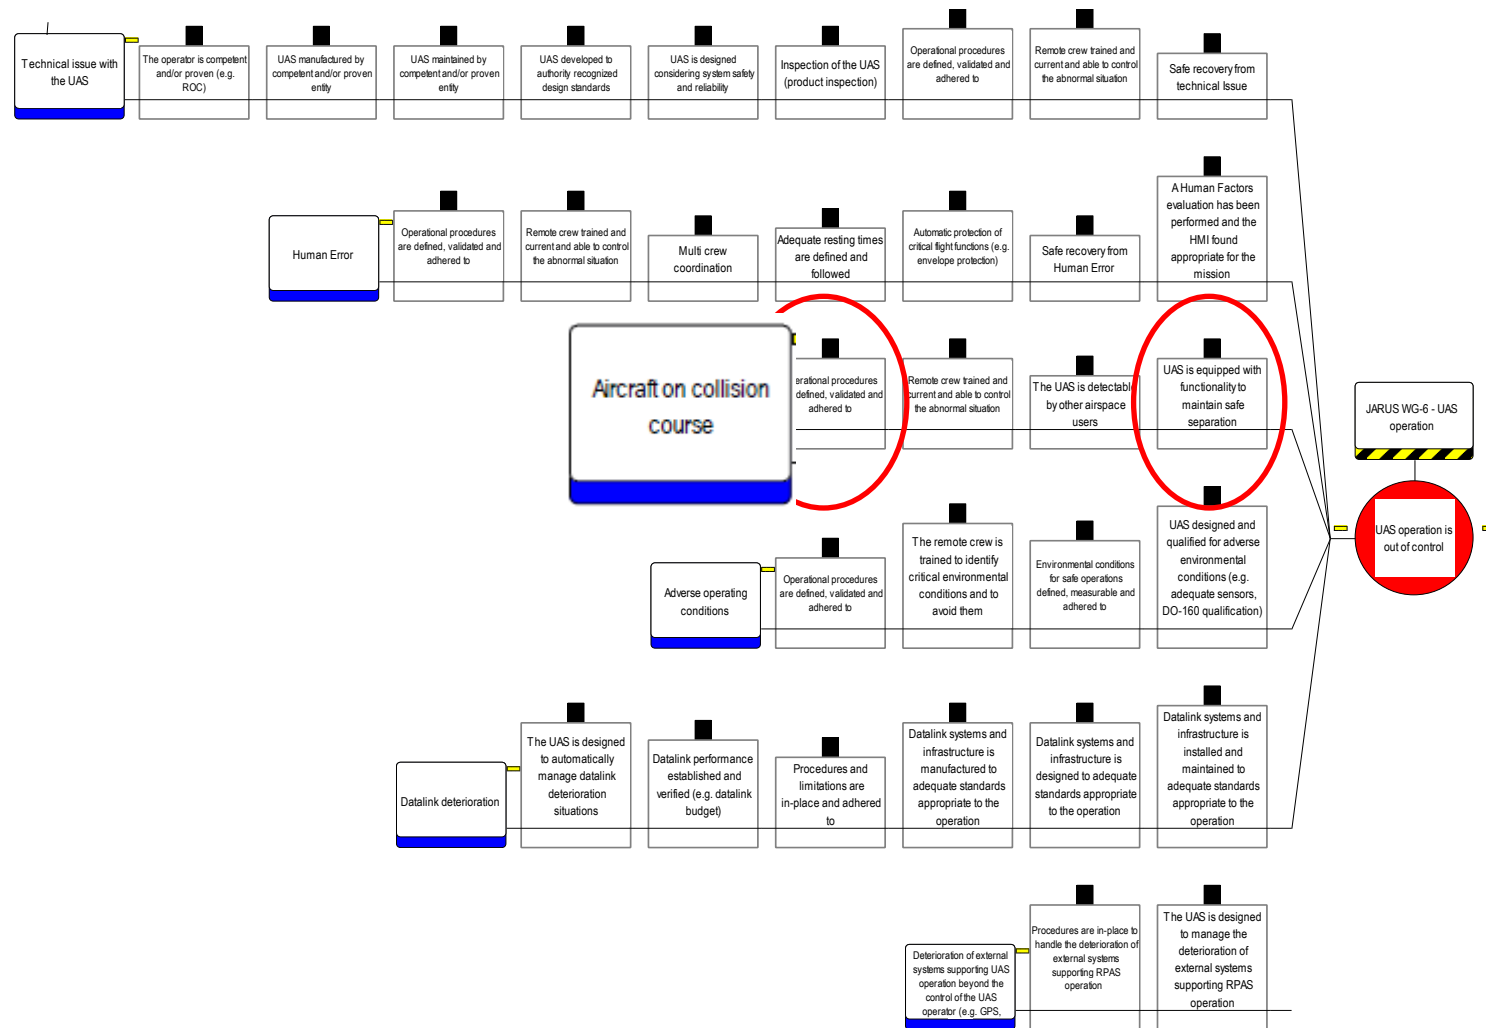 Technical issue with
the UAS
The operator is competent
and/or proven (e.g.
ROC)
UAS manufactured by
competent and/or proven
entity
UAS maintained by
competent and/or proven
entity
UAS developed to
authority recognized
design standards
UAS is designed
considering system safety
and reliability
Inspection of the UAS
(product inspection)
Operational procedures
are defined, validated and
adhered to
Remote crew trained and
current and able to control
the abnormal situation
Safe recovery from
technical Issue
Human Error
Operational procedures
are defined, validated and
adhered to
Remote crew trained and
current and able to control
the abnormal situation
Multi crew
coordination
Adequate resting times
are defined and
followed
Automatic protection of
critical flight functions (e.g.
envelope protection)
Safe recovery from
Human Error
A Human Factors
evaluation has been
performed and the
HMI found
appropriate for the
mission
Aircraft on collision
course
erational procedures
defined, validated and
adhered to
Remote crew trained and
current and able to control
the abnormal situation
The UAS is detectable
by other airspace
users
UAS is equipped with
functionality to
maintain safe
separation
JARUS WG-6 - UAS
operation
UAS operation is
out of control
Adverse operating
conditions
Operational procedures
are defined, validated and
adhered to
The remote crew is
trained to identify
critical environmental
conditions and to
avoid them
Environmental conditions
for safe operations
defined, measurable and
adhered to
UAS designed and
qualified for adverse
environmental
conditions (e.g.
adequate sensors,
DO-160 qualification)
Datalink deterioration
The UAS is designed
to automatically
manage datalink
deterioration
situations
Datalink performance
established and
verified (e.g. datalink
budget)
Procedures and
limitations are
in-place and adhered
to
Datalink systems and
infrastructure is
manufactured to
adequate standards
appropriate to the
operation
Datalink systems and
infrastructure is
designed to adequate
standards appropriate
to the operation
Datalink systems and
infrastructure is
installed and
maintained to
adequate standards
appropriate to the
operation
Deterioration of external
systems supporting UAS
operation beyond the
control of the UAS
operator (e.g. GPS,
Procedures are in-place to
handle the deterioration of
external systems
supporting RPAS
operation
The UAS is designed
to manage the
deterioration of
external systems
supporting RPAS
operation